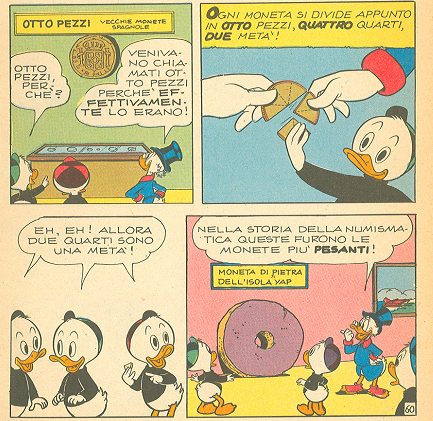 OTTO PEZZI VECCHIE MONETE
SPAGNOLE
OTTO
PEZZI,
PER-
CHÈ?
VENIVA-
NO CHIA-
MATI OT-
TO PEZZI
PERCHÈ EF-
FETTIVAMEN-
TE LO ERANO!
OGNI MONETA SI DIVIDE APPUNTO
IN OTTO PEZZI, QUATTRO QUARTI,
DUE META'!
EH, EH! ALLORA
DUE QUARTI SONO
UNA META'!
NELLA STORIA DELLA NUMISMA-
TICA QUESTE FURONO LE
MONETE PIU' PESANTI!
MONETA DI PIETRA
DELL'ISOLA YAP
60